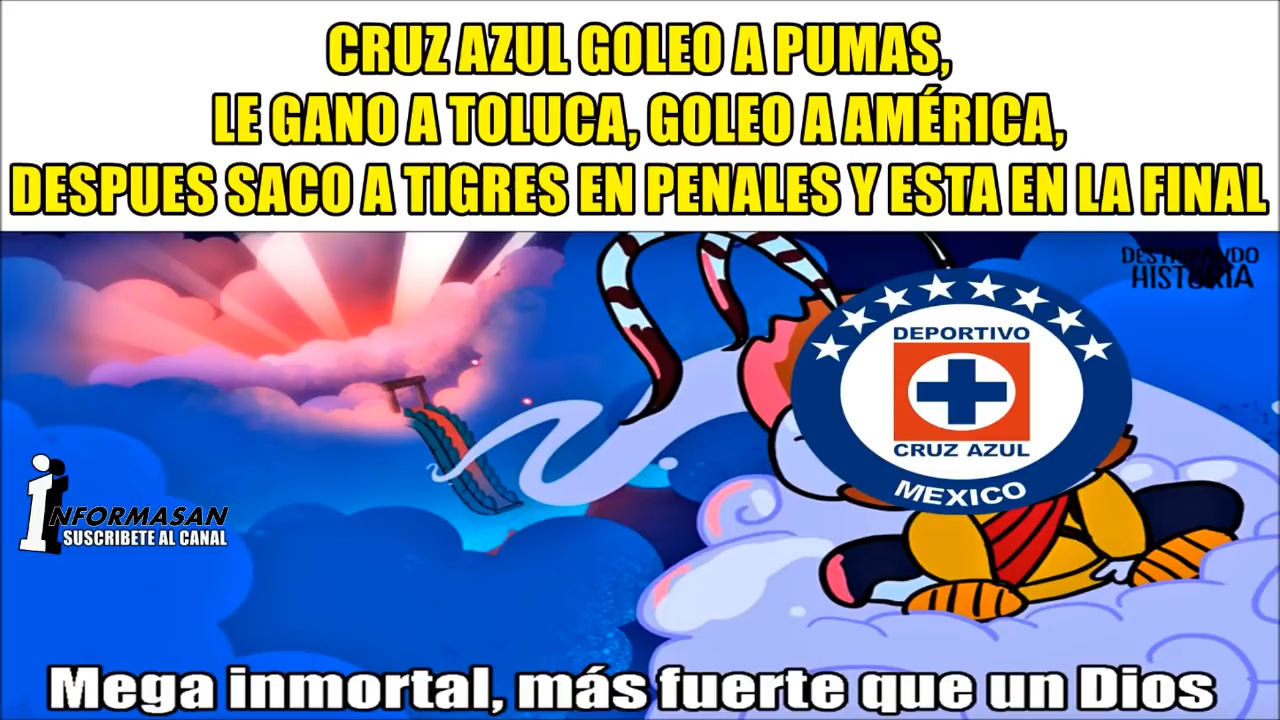 CRUZ AZUL GOLEO A PUMAS,
LE GANO A TOLUCA, GOLEO A AMÉRICA,
DESPUES SACO A TIGRES EN PENALES Y ESTA EN LA FINAL
DESTRIPANDO
HISTORIA
DEPORTIVO
CRUZ AZUL
MEXICO
INFORMASAN
SUSCRIBETE AL CANAL
Mega inmortal, más fuerte que un Dios